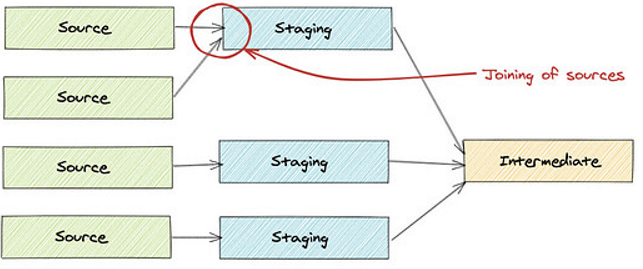 Source
Staging
Joining of sources
Source
Source
Staging
Intermediate
Source
Staging